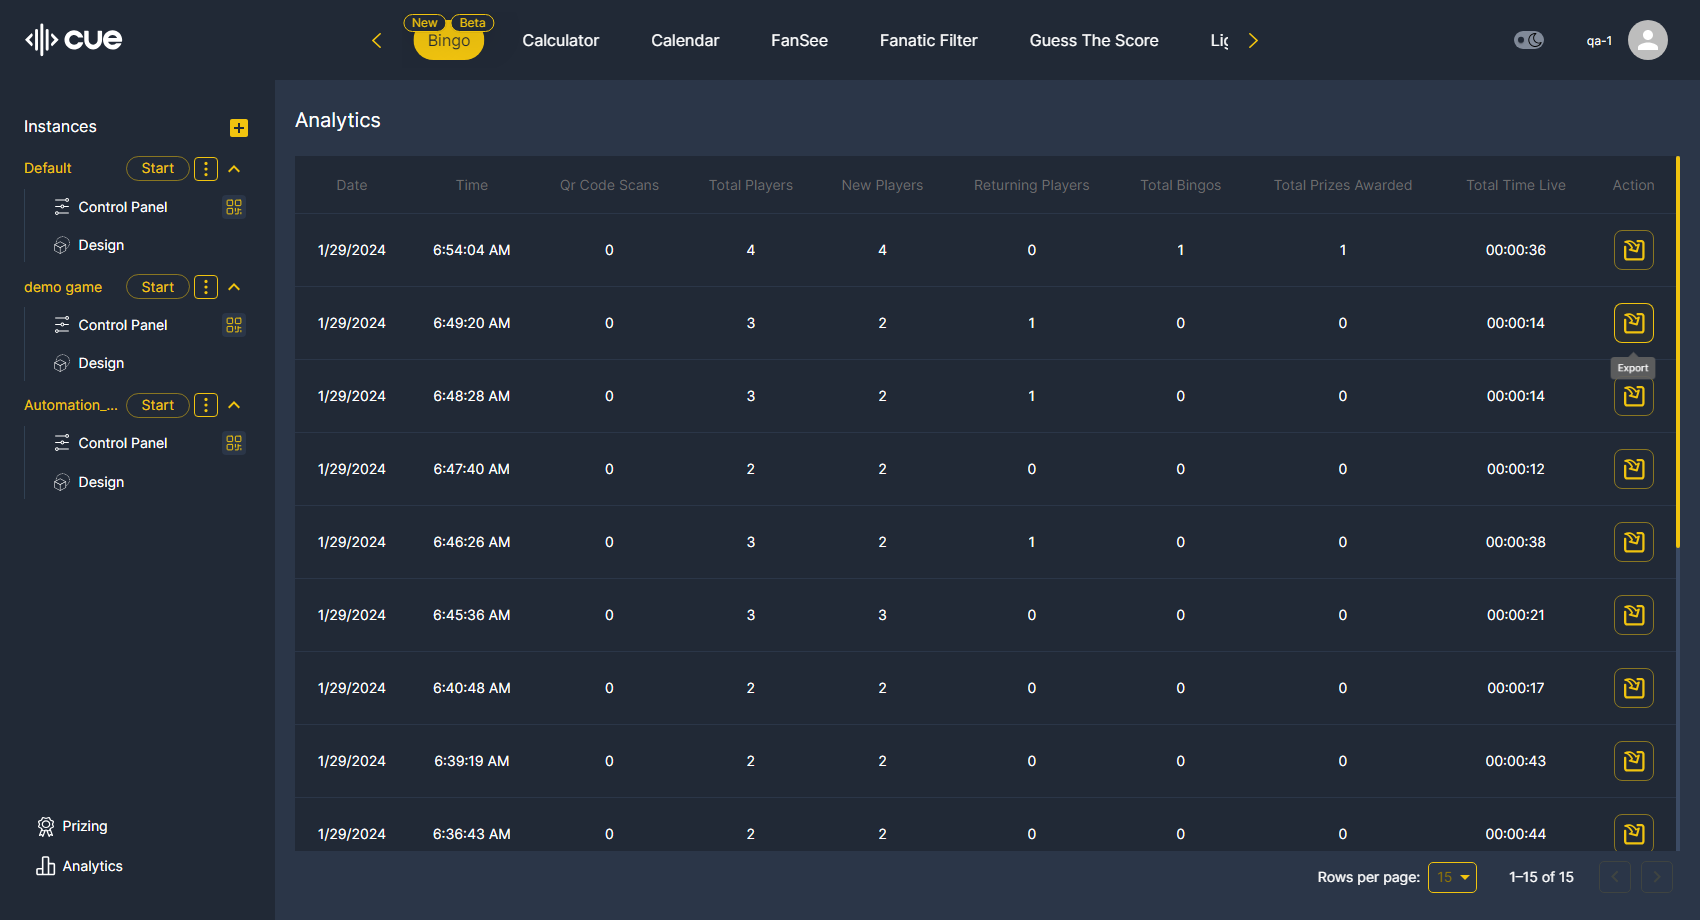 cue
New Beta
Bingo Calculator Calendar FanSee Fanatic Filter Guess The Score Lig
qa-1
Instances
Default Start
Control Panel
Design
demo game Start
Control Panel
Design
Automation_... Start
Control Panel
Design
Prizing
Analytics
Analytics
Date Time Qr Code Scans Total Players New Players Returning Players Total Bingos Total Prizes Awarded Total Time Live Action
1/29/2024 6:54:04 AM 0 4 4 0 1 1 00:00:36
1/29/2024 6:49:20 AM 0 3 2 1 0 0 00:00:14
Export
1/29/2024 6:48:28 AM 0 3 2 1 0 0 00:00:14
1/29/2024 6:47:40 AM 0 2 2 0 0 0 00:00:12
1/29/2024 6:46:26 AM 0 3 2 1 0 0 00:00:38
1/29/2024 6:45:36 AM 0 3 3 0 0 0 00:00:21
1/29/2024 6:40:48 AM 0 2 2 0 0 0 00:00:17
1/29/2024 6:39:19 AM 0 2 2 0 0 0 00:00:43
1/29/2024 6:36:43 AM 0 2 2 0 0 0 00:00:44
Rows per page: 15 1–15 of 15